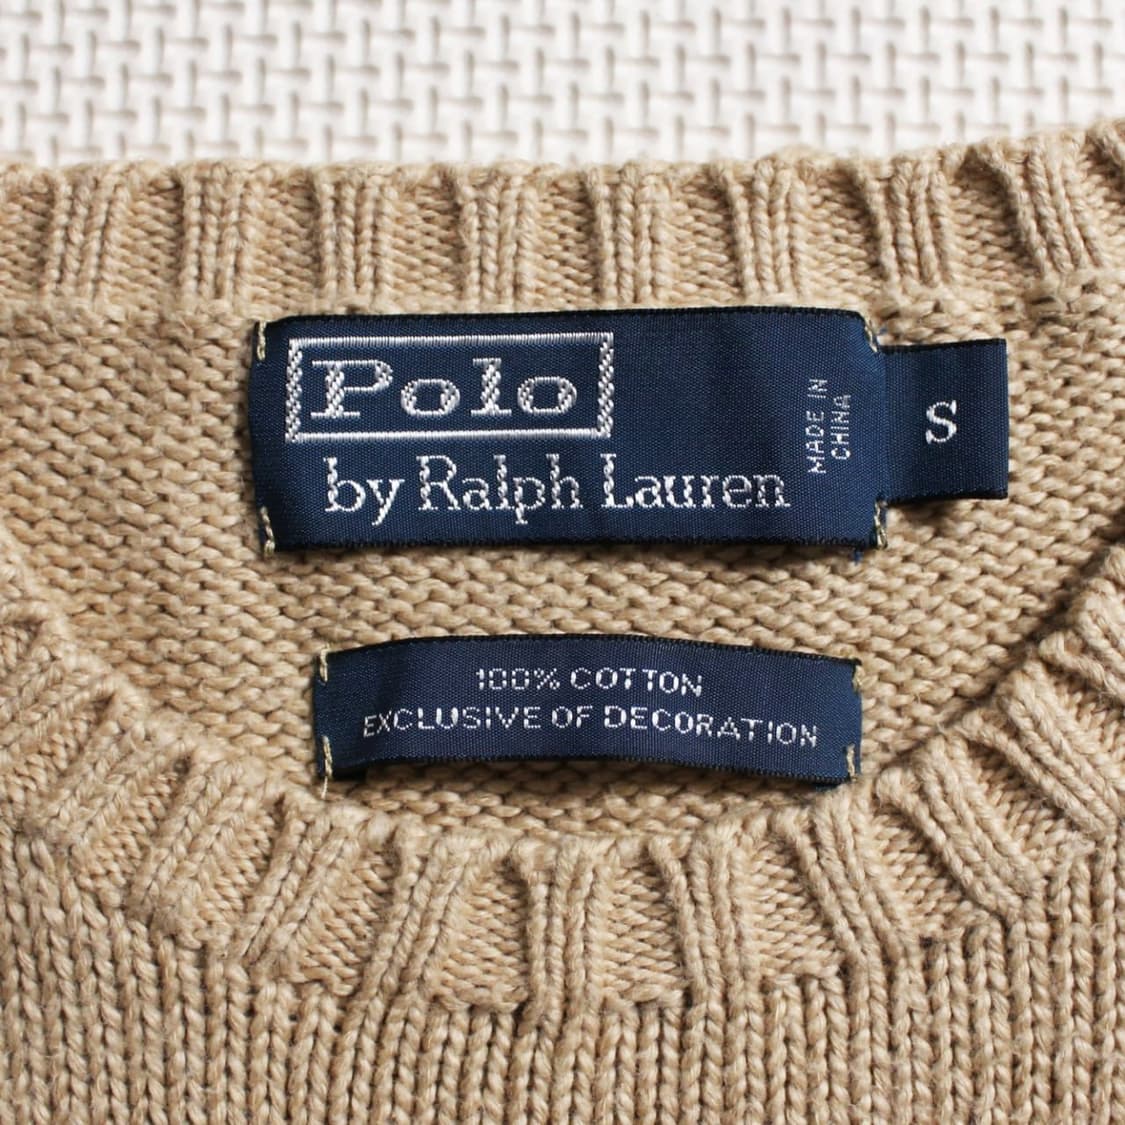 Polo
by Ralph Lauren
MADE IN
CHINA
S
100% COTTON
EXCLUSIVE OF DECORATION